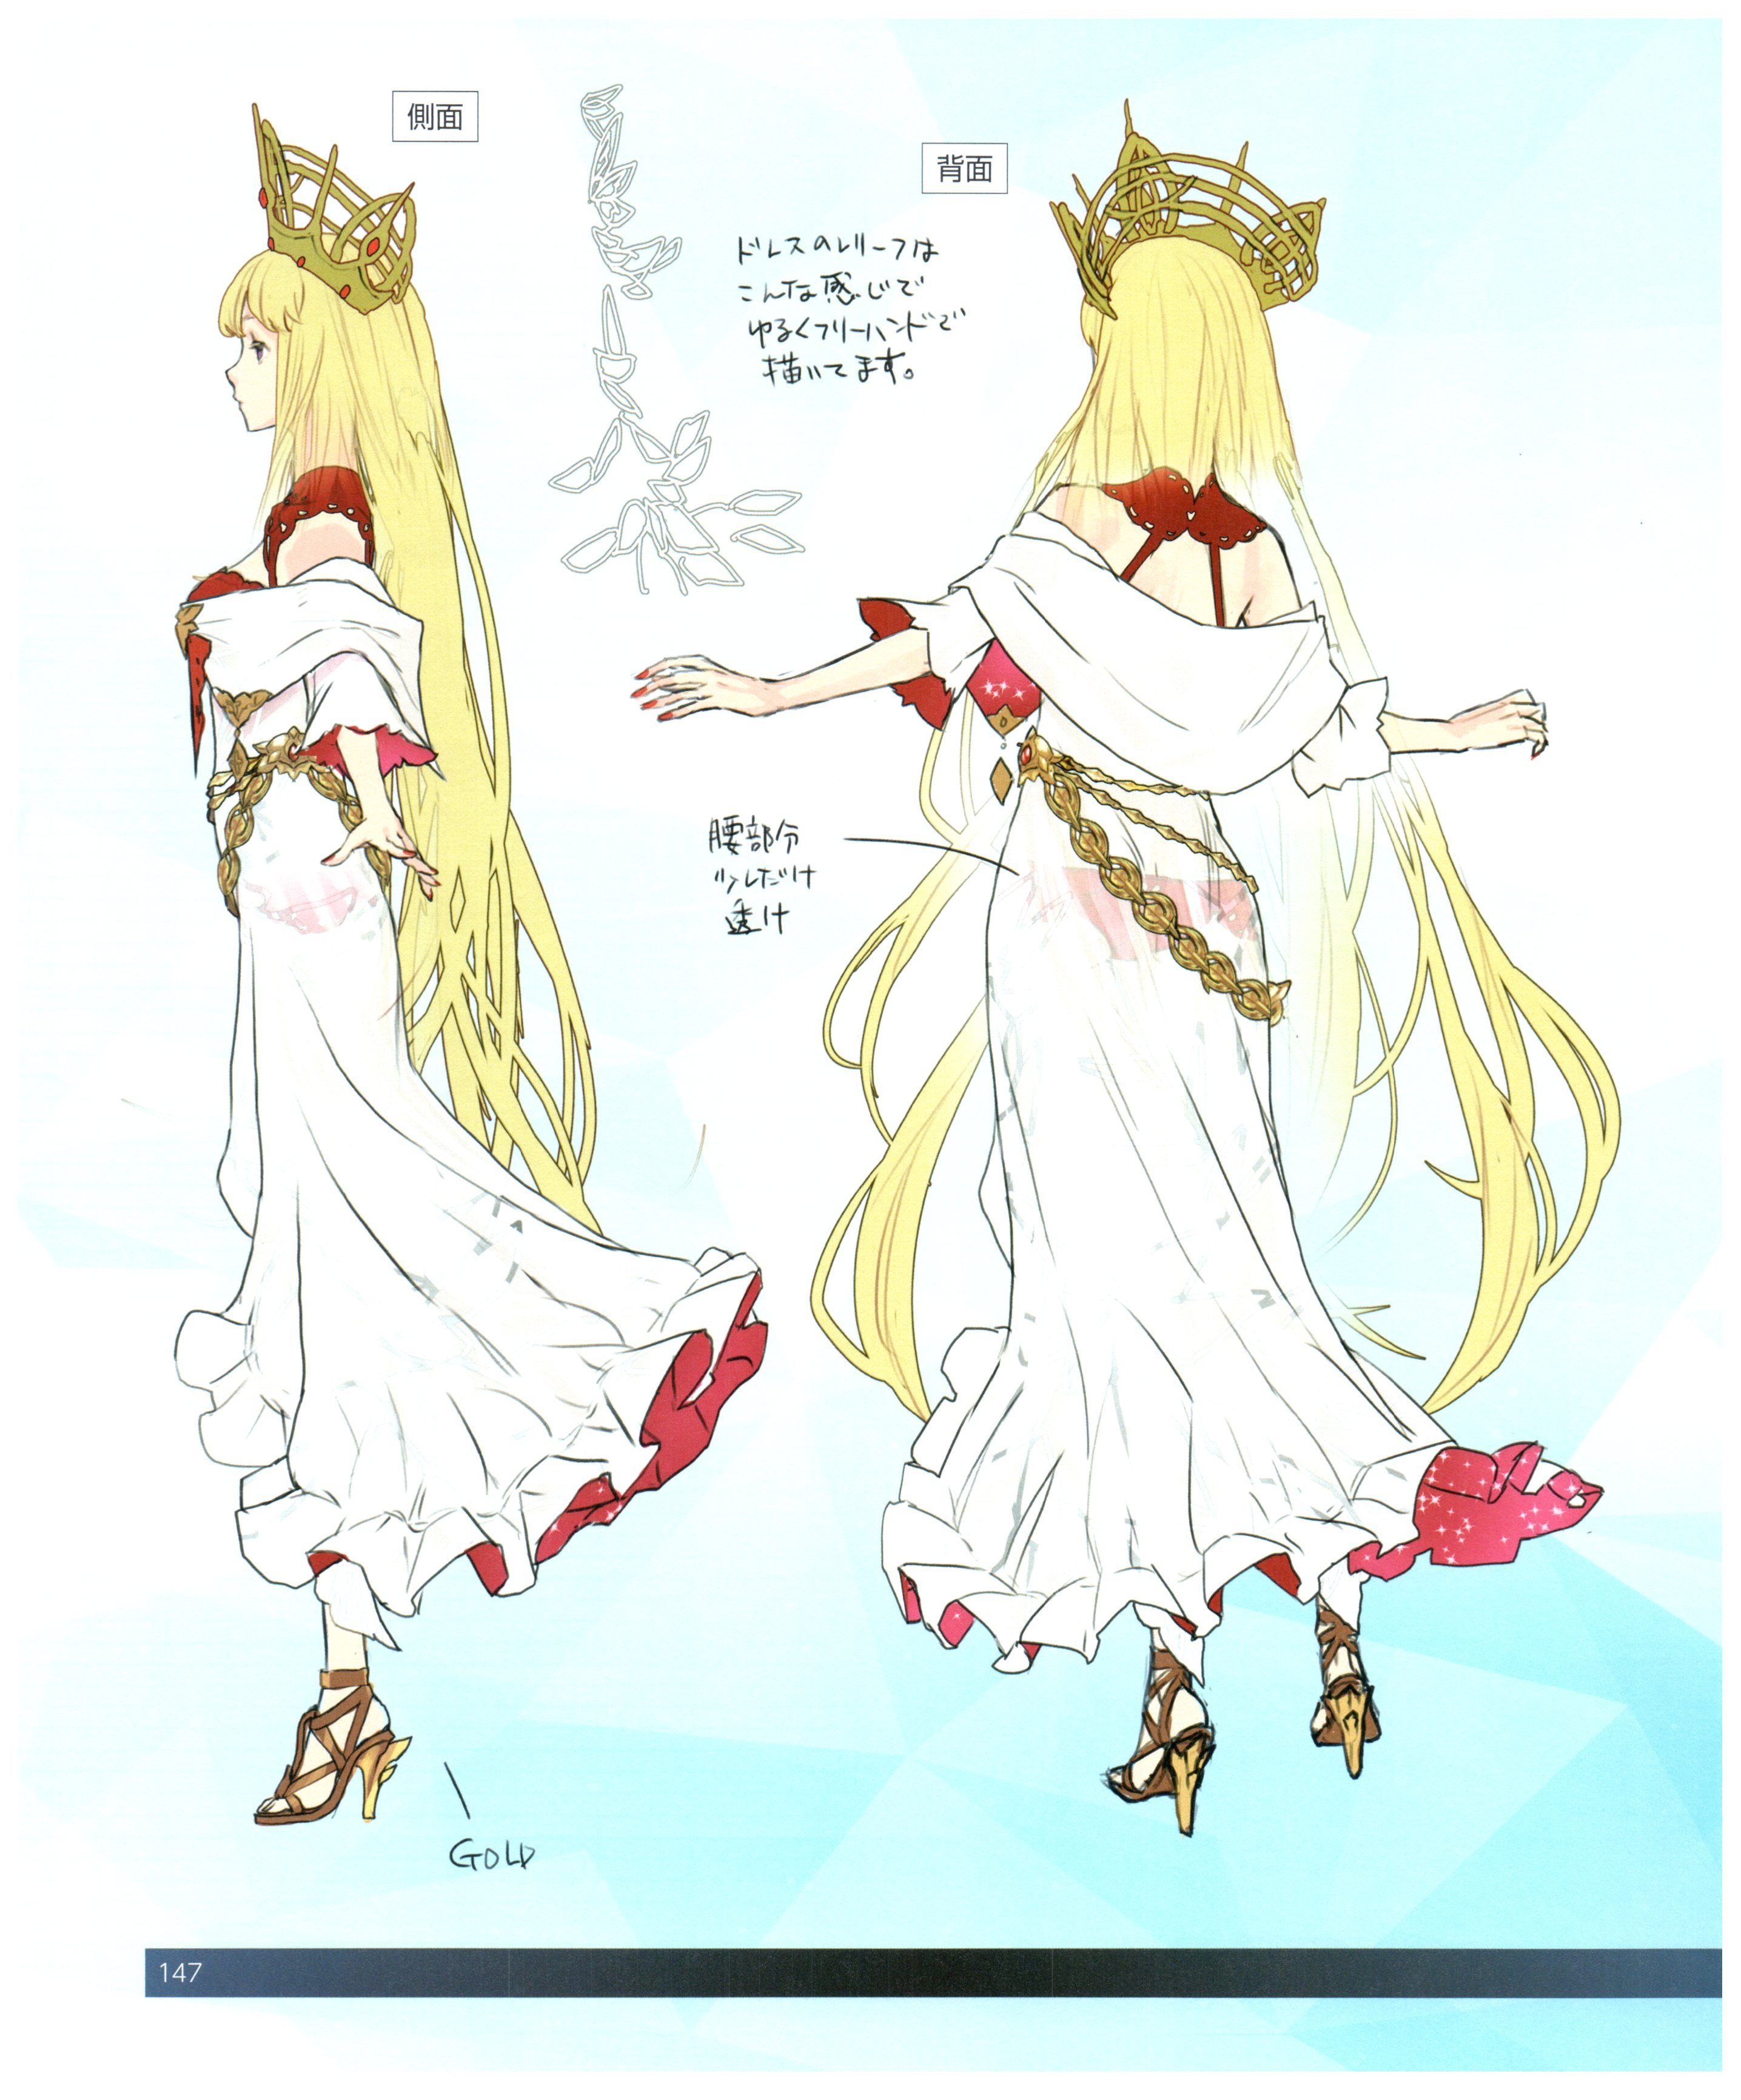 側面
背面
ドレスのレリーフは
こんな感じで
ゆるくフリーハンドで
描いてます。
腰部分
少しだけ
透け
GOLD
147